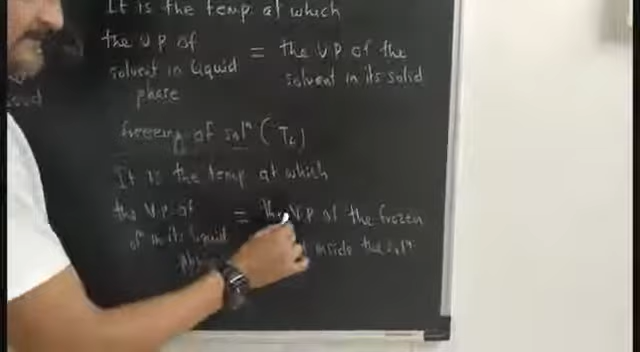 It is the temp at which
the V P of = the V P of the
solvent in liquid solvent in its solid
phase
freezing of solⁿ (
It is the temp at which
the V.P of = the V.P of the frozen
in its liquid inside the solⁿ